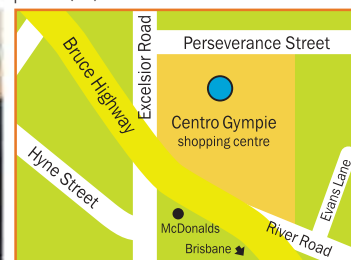 Bruce Highway
Excelsior Road
Perseverance Street
Centro Gympie
shopping centre
Hyne Street
Evans Lane
McDonalds
River Road
Brisbane